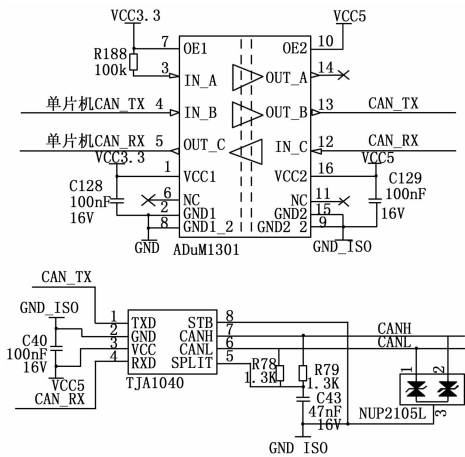 VCC3.3
VCC5
7 OE1 OE2 10
R188
100k
3 IN_A OUT_A 14
单片机CAN_TX 4 IN_B OUT_B 13 CAN_TX
单片机CAN_RX 5 OUT_C IN_C 12 CAN_RX
VCC3.3
VCC5
1 VCC1 VCC2 16
C128
100nF
16V
C129
100nF
16V
6 NC NC 11
2 GND1 GND2 15
8 GND1_2 GND2 2 9
GND
ADuM1301
GND_ISO
CAN_TX
GND_ISO
1 TXD STB 8
2 GND CANH 7 CANH
3 VCC CANL 6 CANL
4 RXD SPLIT 5
C40
100nF
16V
TJA1040
VCC5
CAN_RX
R78
1.3K
R79
1.3K
C43
47nF
16V
1 2
3
NUP2105L
GND ISO